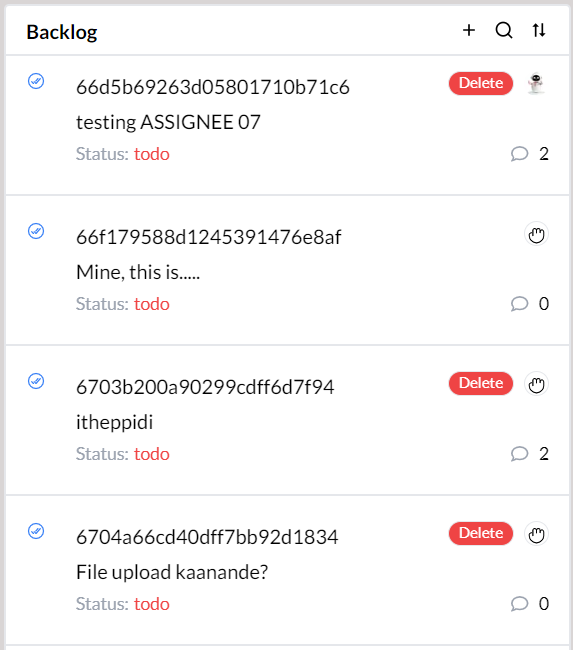 Backlog
66d5b69263d05801710b71c6
Delete
testing ASSIGNEE 07
Status: todo
2
66f179588d1245391476e8af
Mine, this is.....
Status: todo
0
6703b200a90299cdff6d7f94
Delete
itheppidi
Status: todo
2
6704a66cd40dff7bb92d1834
Delete
File upload kaanande?
Status: todo
0